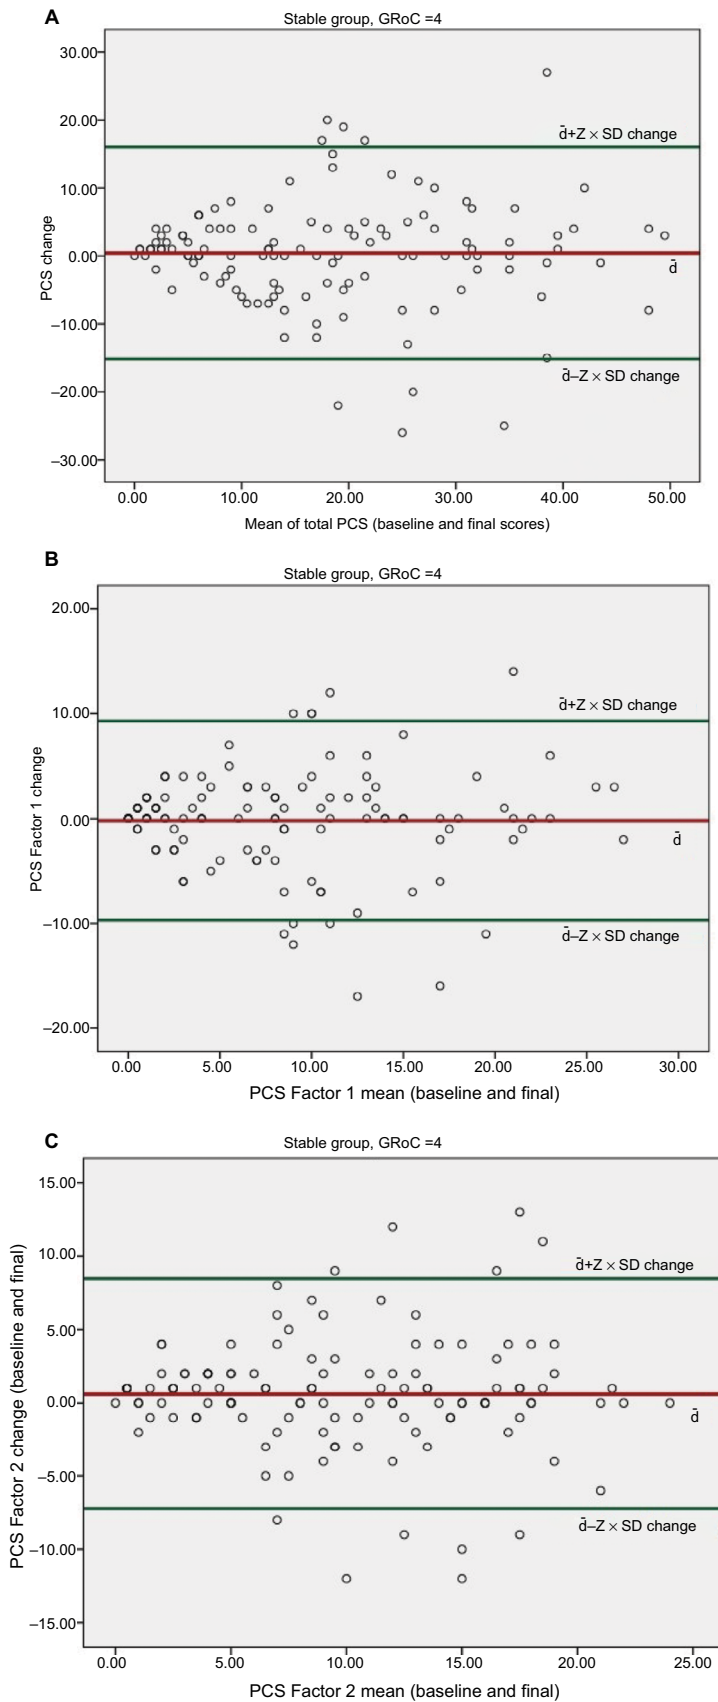 A
Stable group, GRoC =4
30.00
20.00
d̄+Z × SD change
10.00
PCS change
0.00
d̄
–10.00
d̄–Z × SD change
–20.00
–30.00
0.00 10.00 20.00 30.00 40.00 50.00
Mean of total PCS (baseline and final scores)
B
Stable group, GRoC =4
20.00
d̄+Z × SD change
10.00
PCS Factor 1 change
0.00
d̄
–10.00
d̄–Z × SD change
–20.00
0.00 5.00 10.00 15.00 20.00 25.00 30.00
PCS Factor 1 mean (baseline and final)
C
Stable group, GRoC =4
15.00
d̄+Z × SD change
10.00
5.00
PCS Factor 2 change (baseline and final)
0.00
d̄
–5.00
d̄–Z × SD change
–10.00
–15.00
0.00 5.00 10.00 15.00 20.00 25.00
PCS Factor 2 mean (baseline and final)